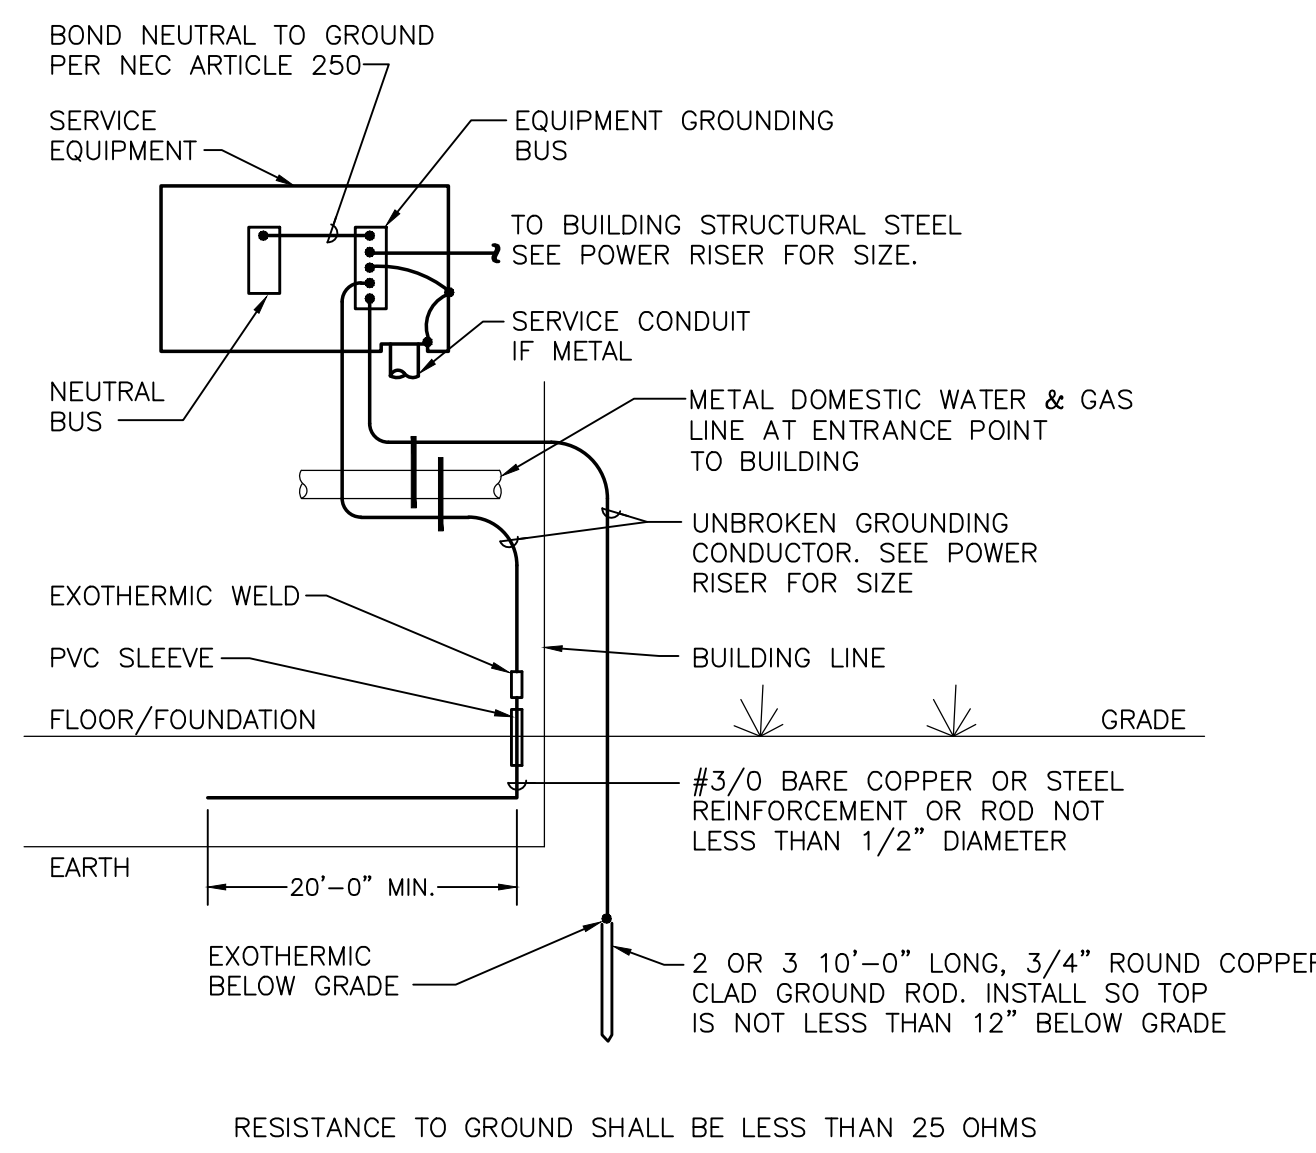 BOND NEUTRAL TO GROUND
PER NEC ARTICLE 250
SERVICE
EQUIPMENT
EQUIPMENT GROUNDING
BUS
TO BUILDING STRUCTURAL STEEL
SEE POWER RISER FOR SIZE.
SERVICE CONDUIT
IF METAL
NEUTRAL
BUS
METAL DOMESTIC WATER & GAS
LINE AT ENTRANCE POINT
TO BUILDING
UNBROKEN GROUNDING
CONDUCTOR. SEE POWER
RISER FOR SIZE
EXOTHERMIC WELD
PVC SLEEVE
BUILDING LINE
FLOOR/FOUNDATION
GRADE
#3/0 BARE COPPER OR STEEL
REINFORCEMENT OR ROD NOT
LESS THAN 1/2" DIAMETER
EARTH
20'-0" MIN.
EXOTHERMIC
BELOW GRADE
2 OR 3 10'-0" LONG, 3/4" ROUND COPPER
CLAD GROUND ROD. INSTALL SO TOP
IS NOT LESS THAN 12" BELOW GRADE
RESISTANCE TO GROUND SHALL BE LESS THAN 25 OHMS